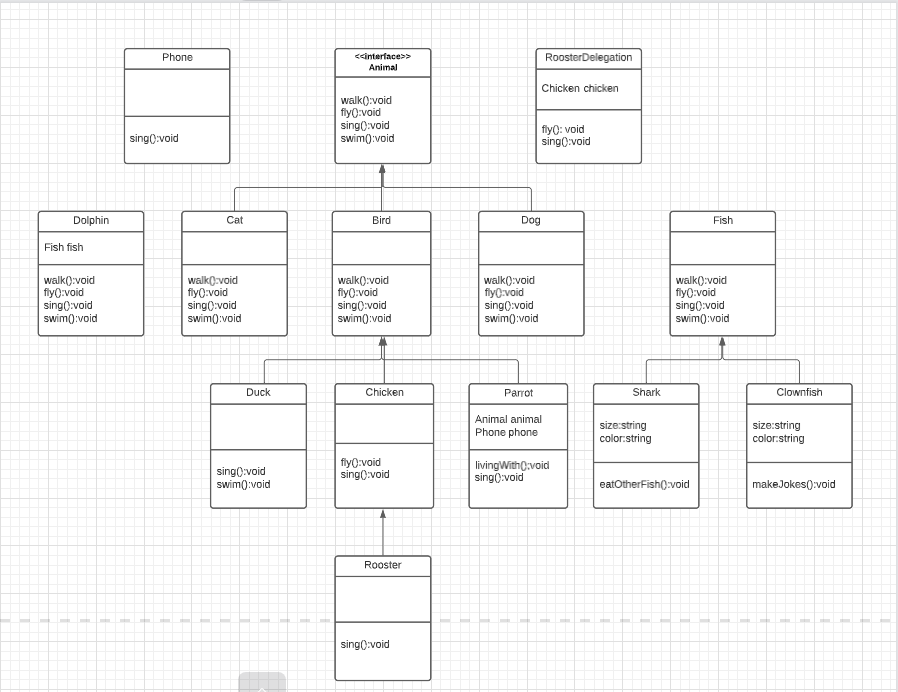 Phone
sing():void
<<interface>>
Animal
walk():void
fly():void
sing():void
swim():void
RoosterDelegation
Chicken chicken
fly(): void
sing():void
Dolphin
Fish fish
walk():void
fly():void
sing():void
swim():void
Cat
walk():void
fly():void
sing():void
swim():void
Bird
walk():void
fly():void
sing():void
swim():void
Dog
walk():void
fly():void
sing():void
swim():void
Fish
walk():void
fly():void
sing():void
swim():void
Duck
sing():void
swim():void
Chicken
fly():void
sing():void
Parrot
Animal animal
Phone phone
livingWith();void
sing():void
Shark
size:string
color:string
eatOtherFish():void
Clownfish
size:string
color:string
makeJokes():void
Rooster
sing():void